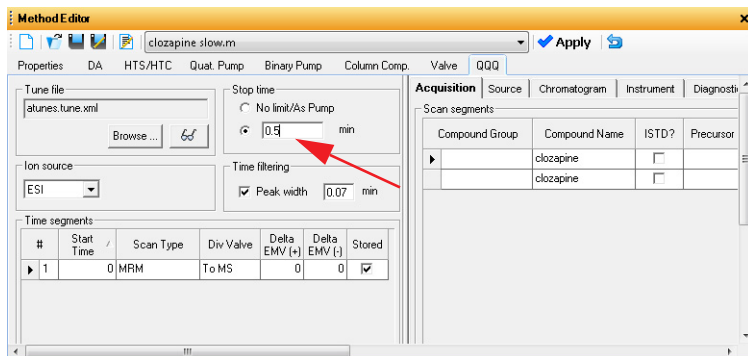 Method Editor
clozapine slow.m
Apply
Properties DA HTS/HTC Quat. Pump Binary Pump Column Comp. Valve QQQ
Tune file
atunes.tune.xml
Browse ...
Stop time
No limit/As Pump
0.5 min
Ion source
ESI
Time filtering
Peak width 0.07 min
Time segments
# Start Time Scan Type Div Valve Delta EMV (+) Delta EMV (-) Stored
1 0 MRM To MS 0 0
Acquisition Source Chromatogram Instrument Diagnosti
Scan segments
Compound Group Compound Name ISTD? Precursor
clozapine
clozapine